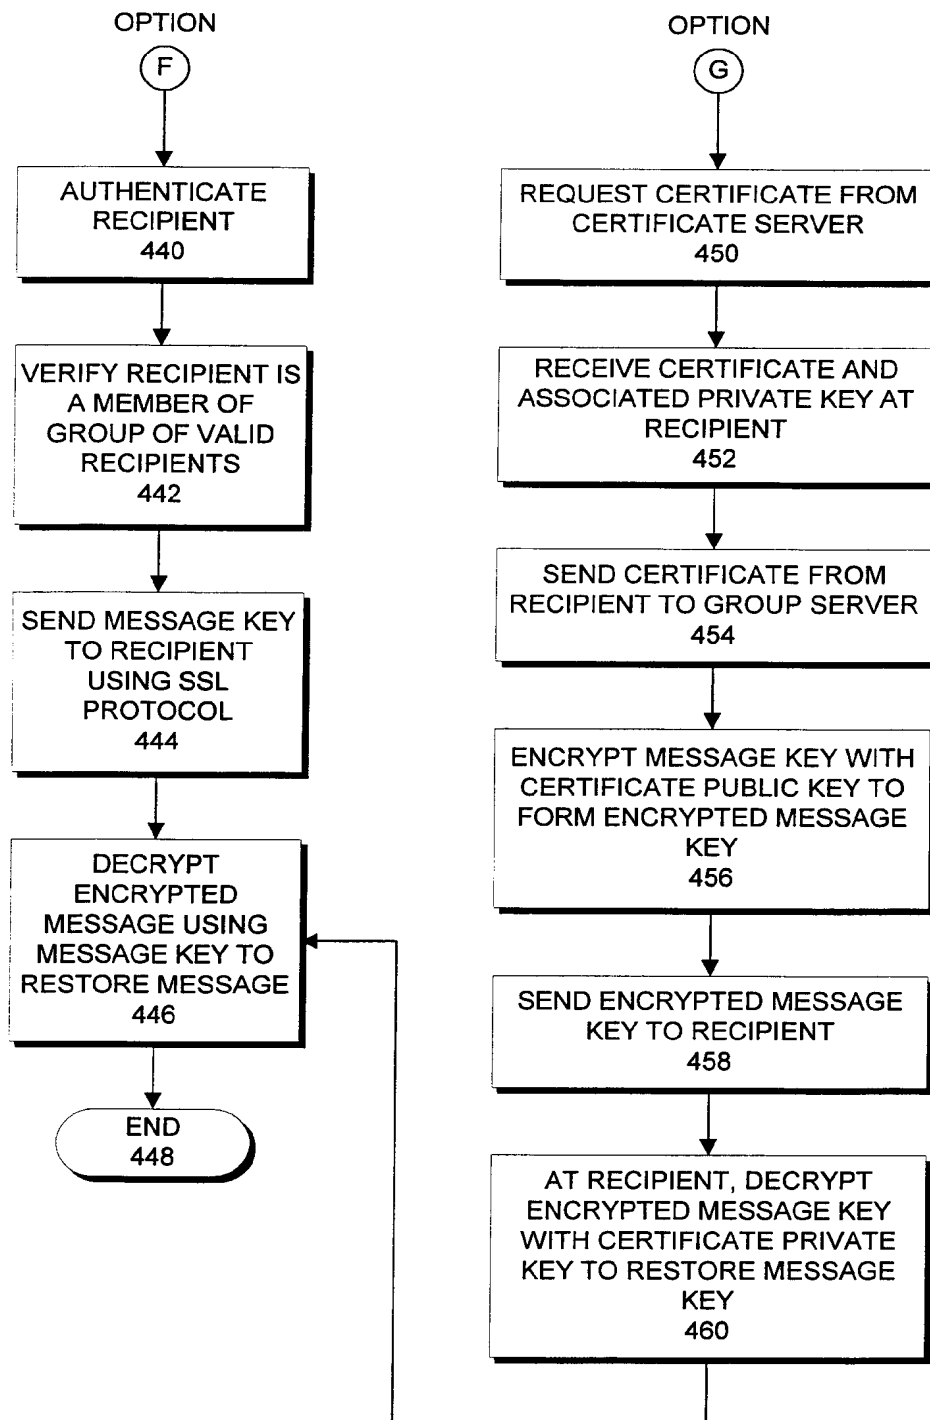 OPTION
F
AUTHENTICATE
RECIPIENT
440
VERIFY RECIPIENT IS
A MEMBER OF
GROUP OF VALID
RECIPIENTS
442
SEND MESSAGE KEY
TO RECIPIENT
USING SSL
PROTOCOL
444
DECRYPT
ENCRYPTED
MESSAGE USING
MESSAGE KEY TO
RESTORE MESSAGE
446
END
448
OPTION
G
REQUEST CERTIFICATE FROM
CERTIFICATE SERVER
450
RECEIVE CERTIFICATE AND
ASSOCIATED PRIVATE KEY AT
RECIPIENT
452
SEND CERTIFICATE FROM
RECIPIENT TO GROUP SERVER
454
ENCRYPT MESSAGE KEY WITH
CERTIFICATE PUBLIC KEY TO
FORM ENCRYPTED MESSAGE
KEY
456
SEND ENCRYPTED MESSAGE
KEY TO RECIPIENT
458
AT RECIPIENT, DECRYPT
ENCRYPTED MESSAGE KEY
WITH CERTIFICATE PRIVATE
KEY TO RESTORE MESSAGE
KEY
460